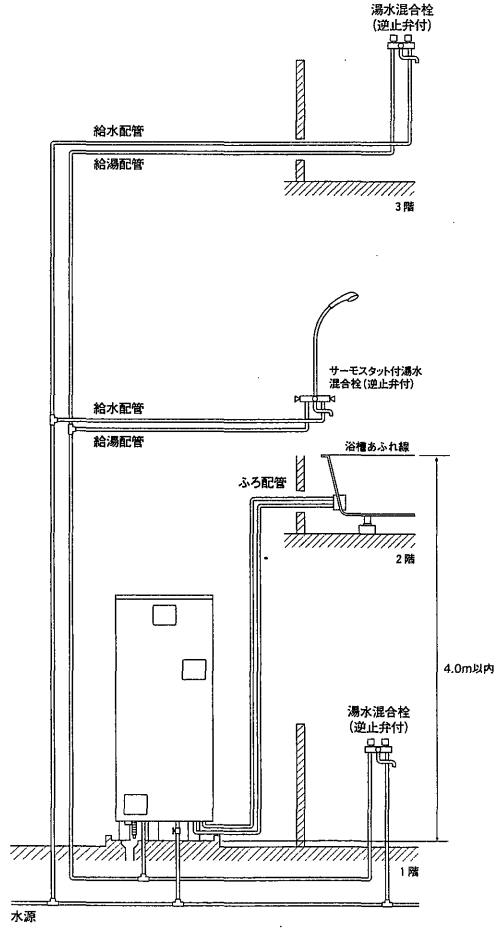 湯水混合栓
(逆止弁付)
給水配管
給湯配管
3階
サーモスタット付湯水
混合栓(逆止弁付)
給水配管
給湯配管
浴槽あふれ線
ふろ配管
2階
4.0m以内
湯水混合栓
(逆止弁付)
1階
水源